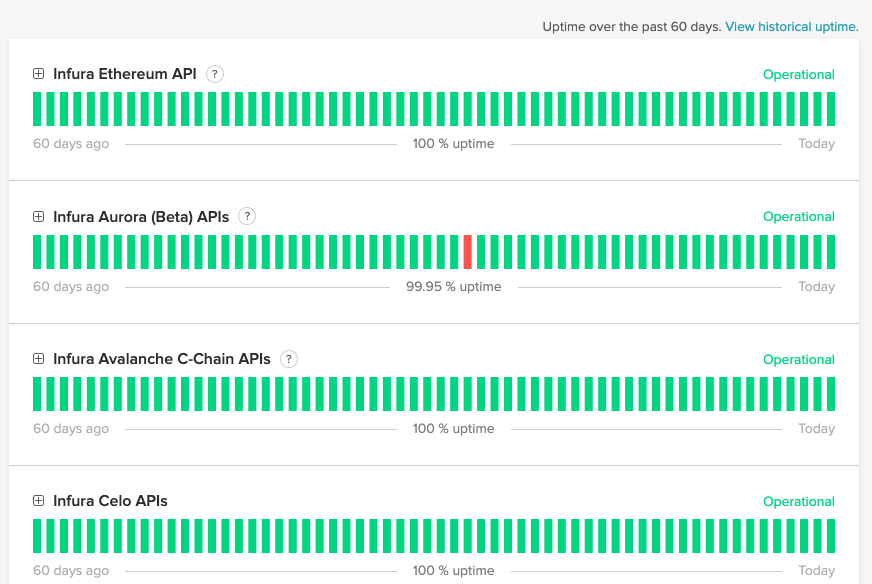 Uptime over the past 60 days. View historical uptime.
Infura Ethereum API ? Operational
60 days ago 100 % uptime Today
Infura Aurora (Beta) APIs ? Operational
60 days ago 99.95 % uptime Today
Infura Avalanche C-Chain APIs ? Operational
60 days ago 100 % uptime Today
Infura Celo APIs Operational
60 days ago 100 % uptime Today